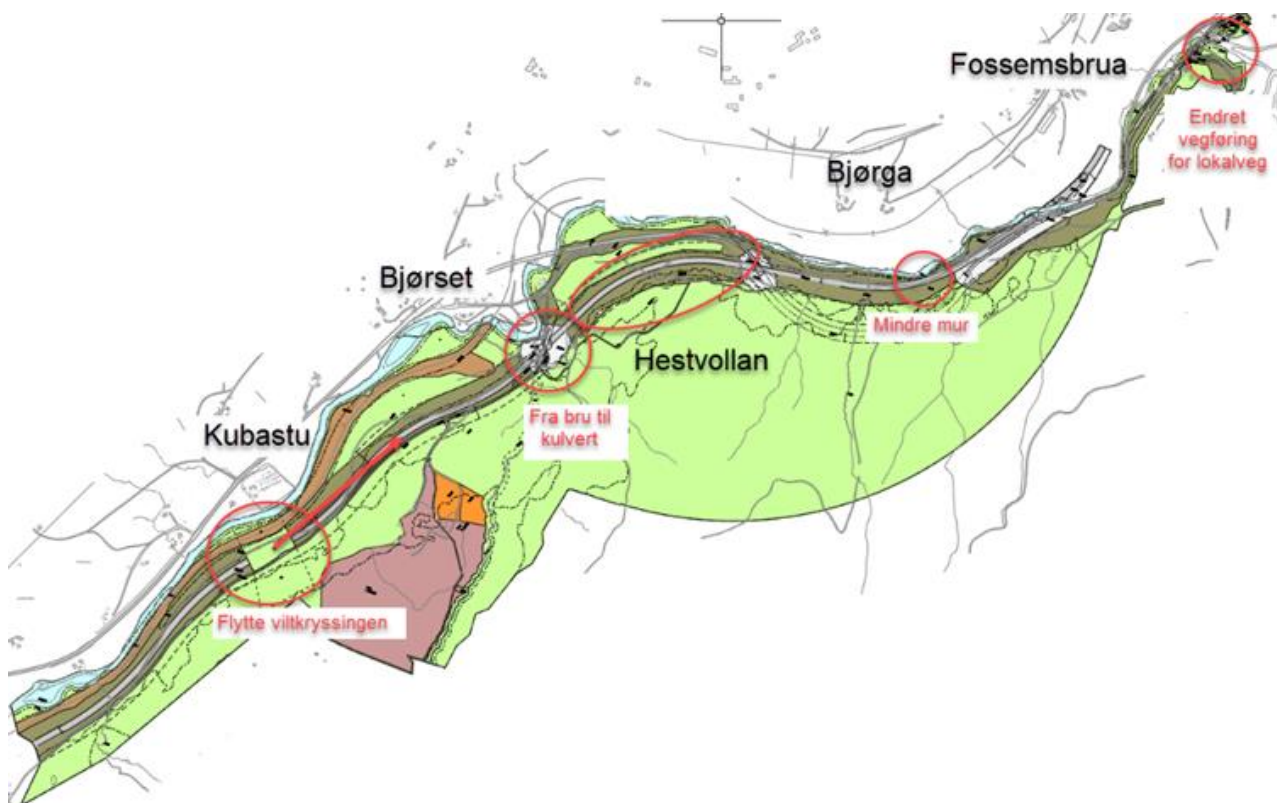 Fossemsbrua
Endret
vegføring
for lokalveg
Bjørga
Bjørset
Mindre mur
Hestvollan
Fra bru til
kulvert
Kubastu
Flytte viltkryssingen